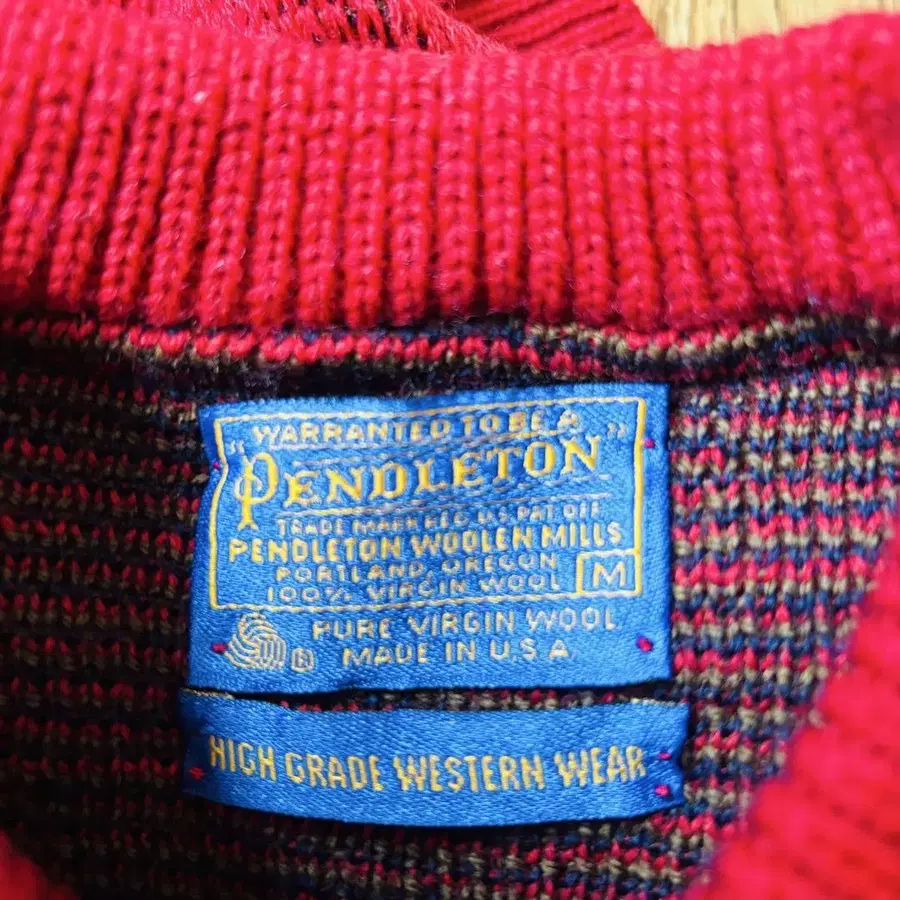 "WARRANTED TO BE A"
PENDLETON
TRADE MARK REG. U.S. PAT. OFF.
PENDLETON WOOLEN MILLS
PORTLAND, OREGON
100% VIRGIN WOOL M
PURE VIRGIN WOOL
® MADE IN U.S.A.
HIGH GRADE WESTERN WEAR